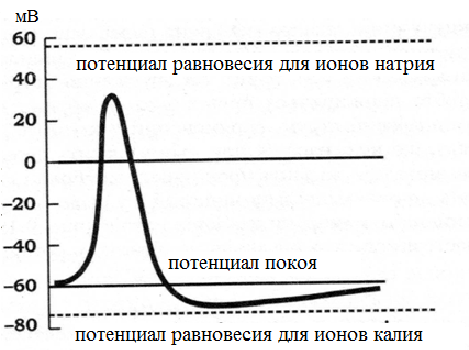 мВ
60
потенциал равновесия для ионов натрия
40
20
0
−20
−40
потенциал покоя
−60
−80
потенциал равновесия для ионов калия